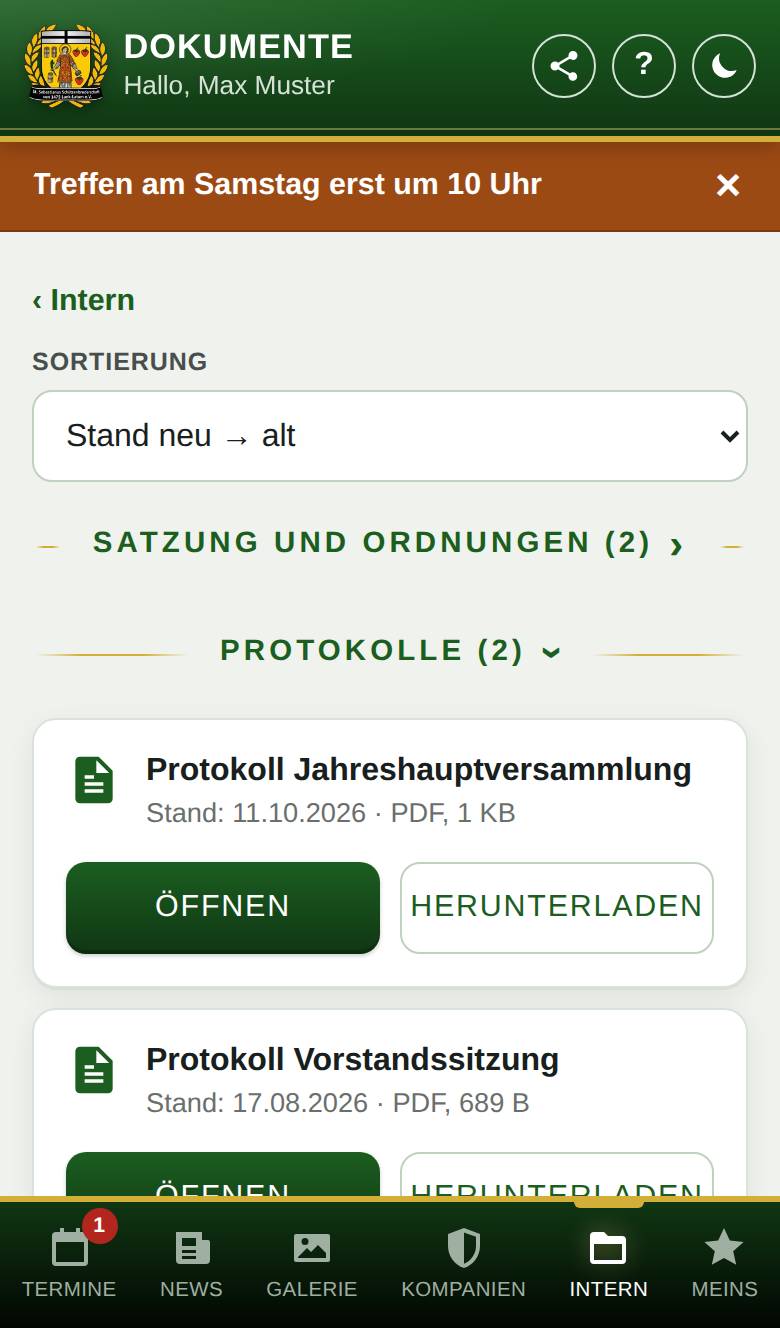 DOKUMENTE
Hallo, Max Muster
?
Treffen am Samstag erst um 10 Uhr
×
‹ Intern
SORTIERUNG
Stand neu → alt
SATZUNG UND ORDNUNGEN (2) ›
PROTOKOLLE (2)
Protokoll Jahreshauptversammlung
Stand: 11.10.2026 · PDF, 1 KB
ÖFFNEN
HERUNTERLADEN
Protokoll Vorstandssitzung
Stand: 17.08.2026 · PDF, 689 B
ÖFFNEN
HERUNTERLADEN
1
TERMINE
NEWS
GALERIE
KOMPANIEN
INTERN
MEINS